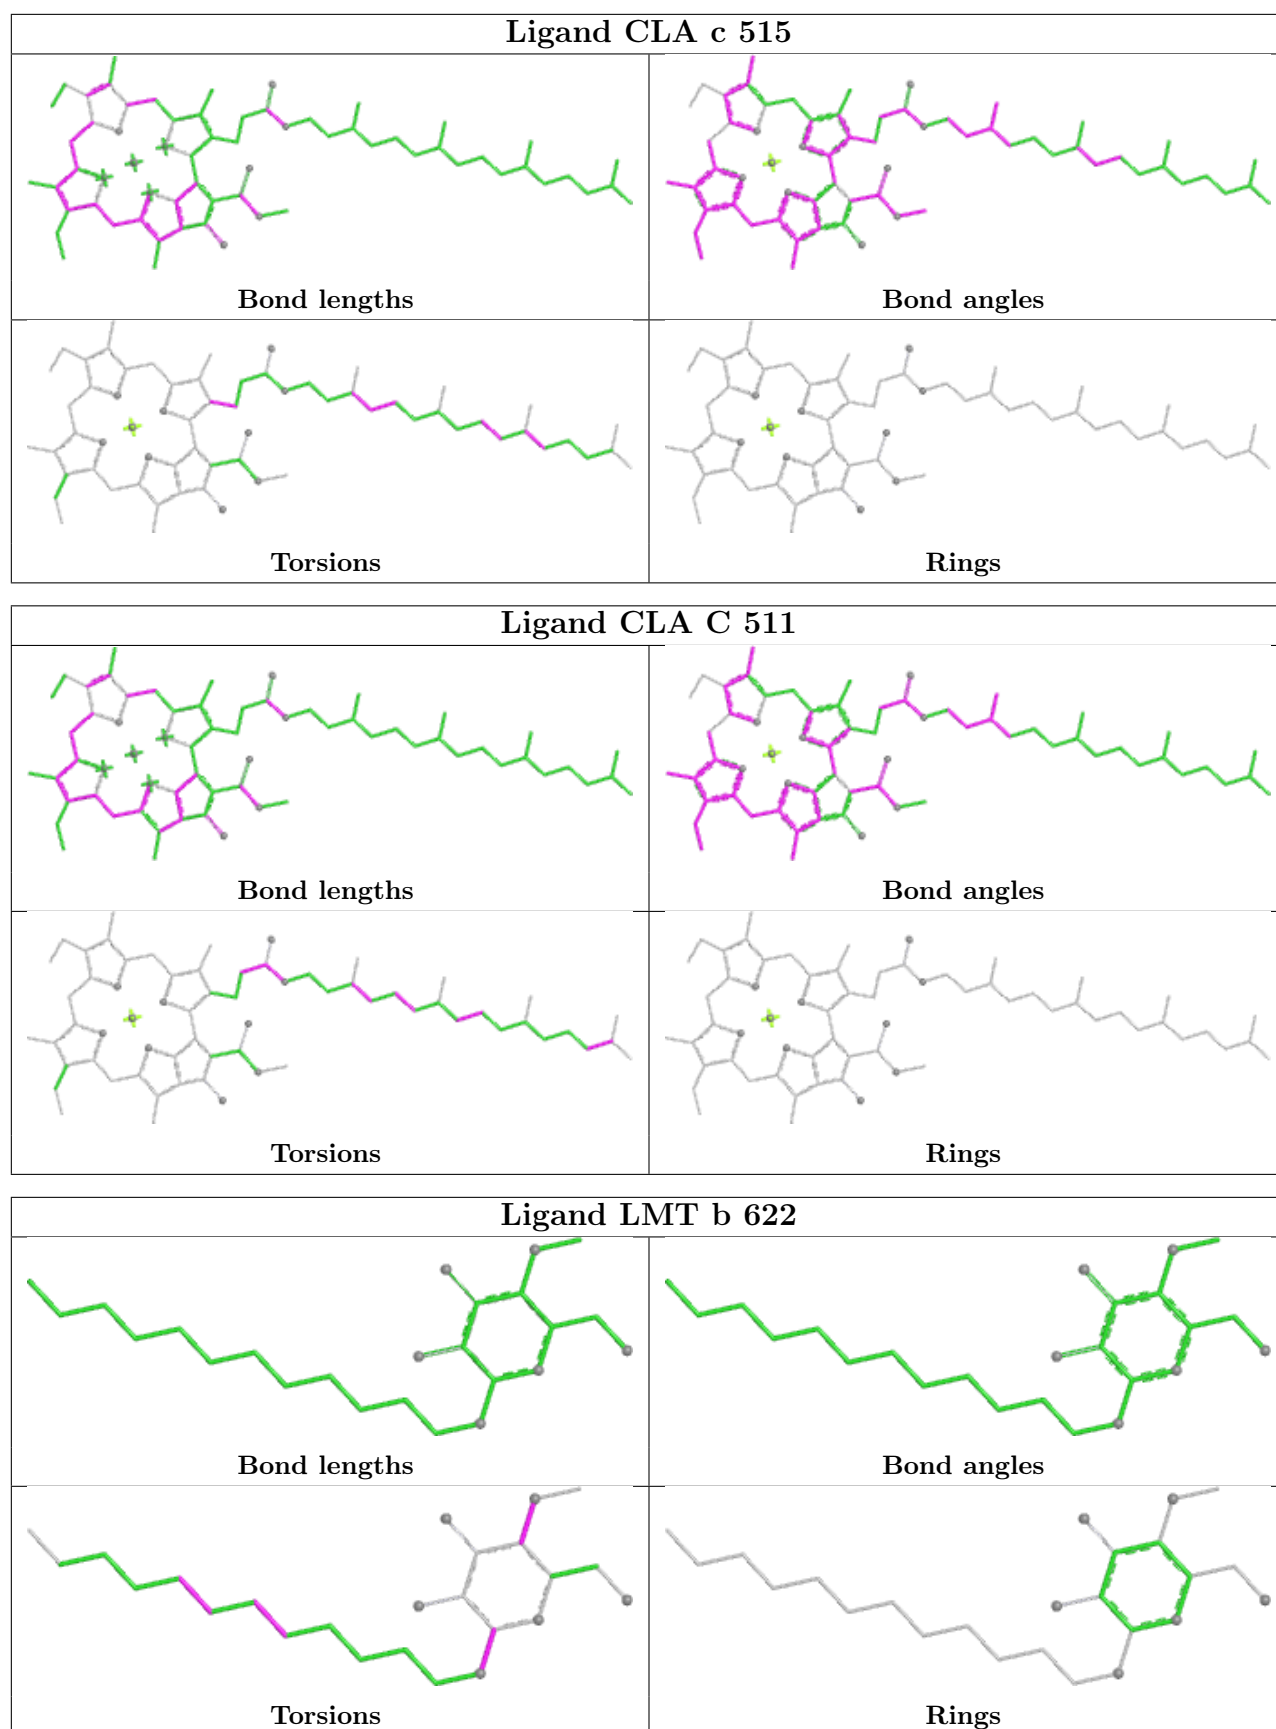 Ligand CLA c 515
Bond lengths
Bond angles
Torsions
Rings
Ligand CLA C 511
Bond lengths
Bond angles
Torsions
Rings
Ligand LMT b 622
Bond lengths
Bond angles
Torsions
Rings